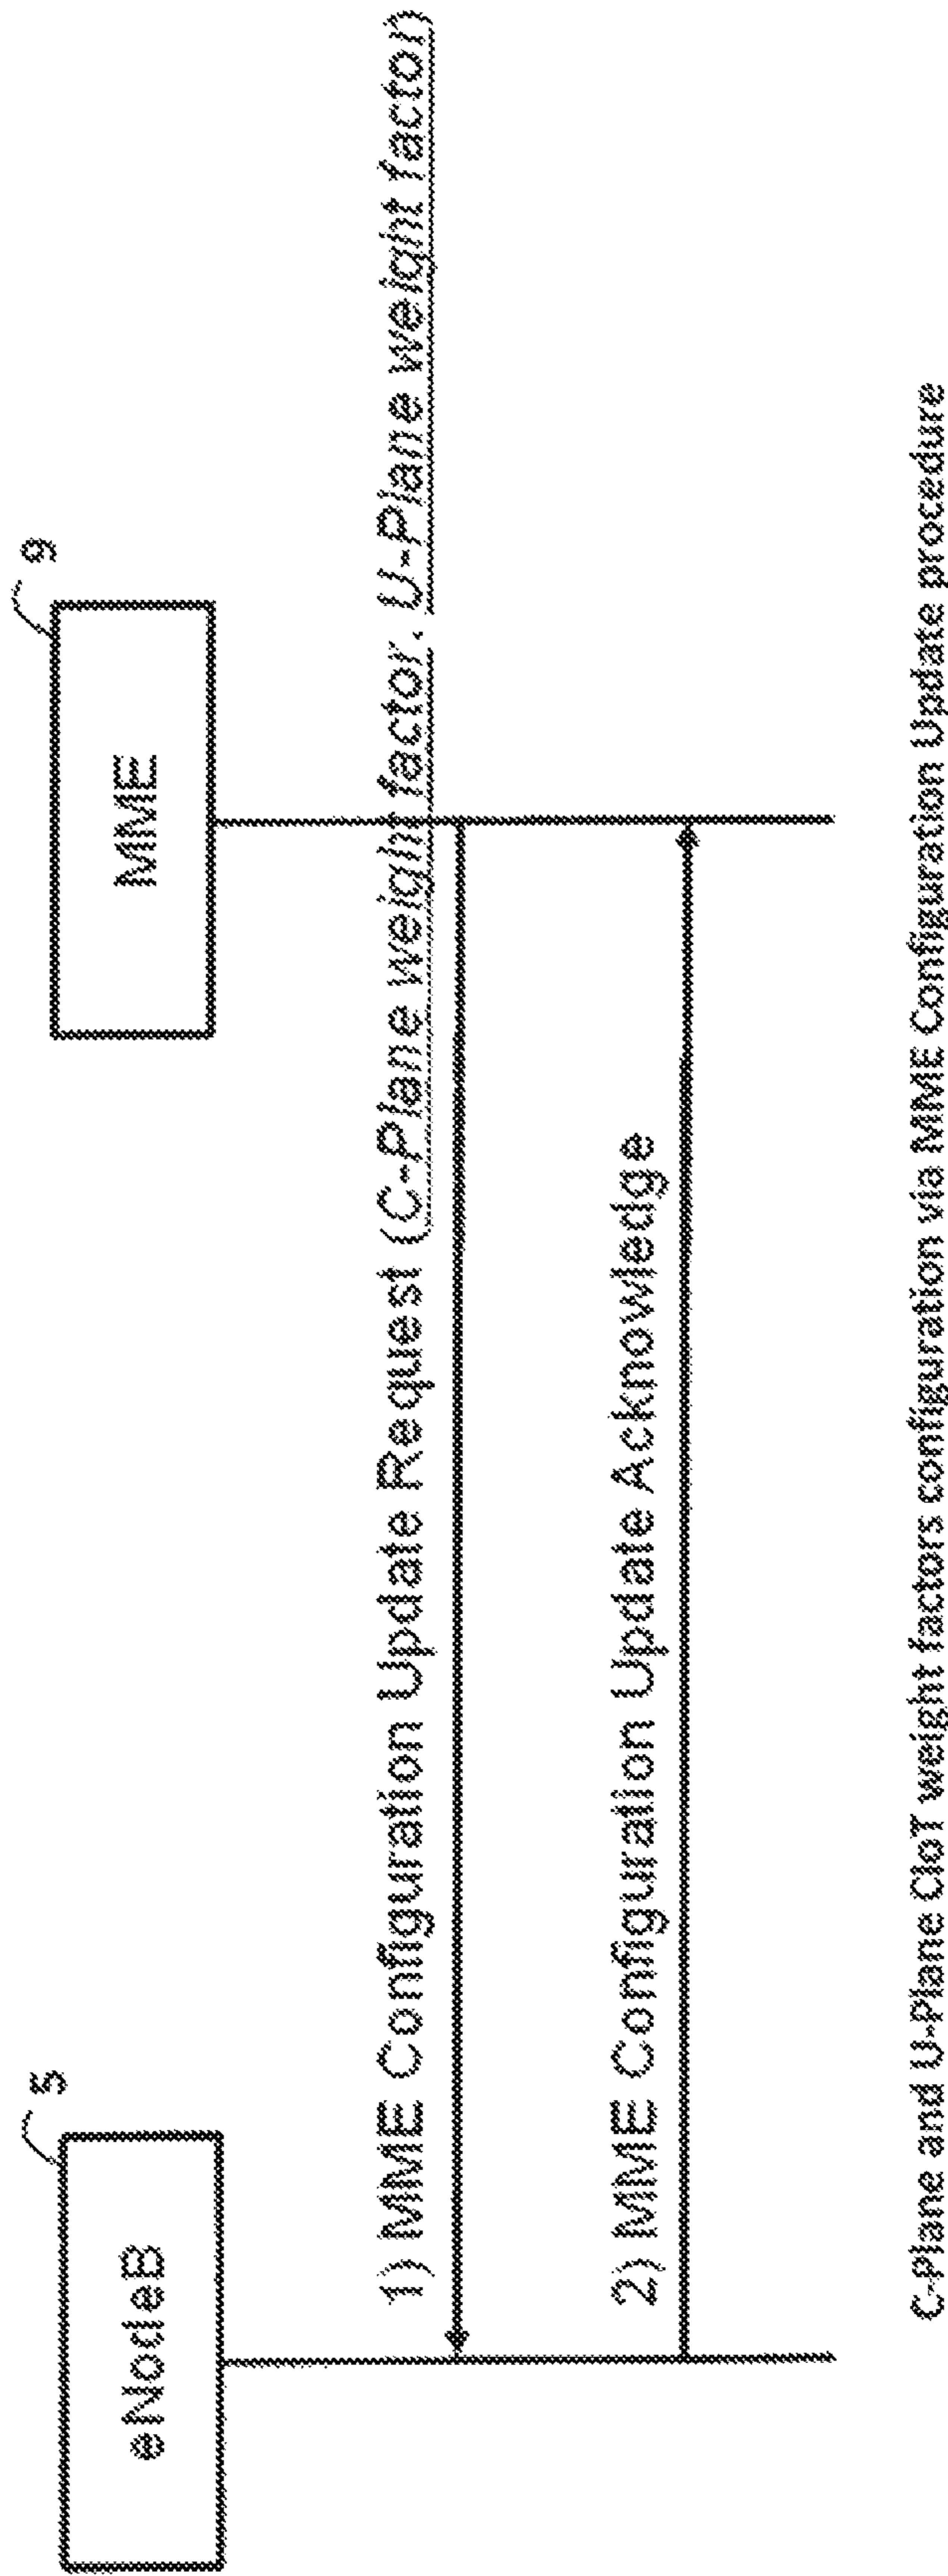 eNodeB
5
MME
9
1) MME Configuration Update Request (C-Plane weight factor. U-Plane weight factor)
2) MME Configuration Update Acknowledge
C-Plane and U-Plane CIoT weight factors configuration via MME Configuration Update procedure